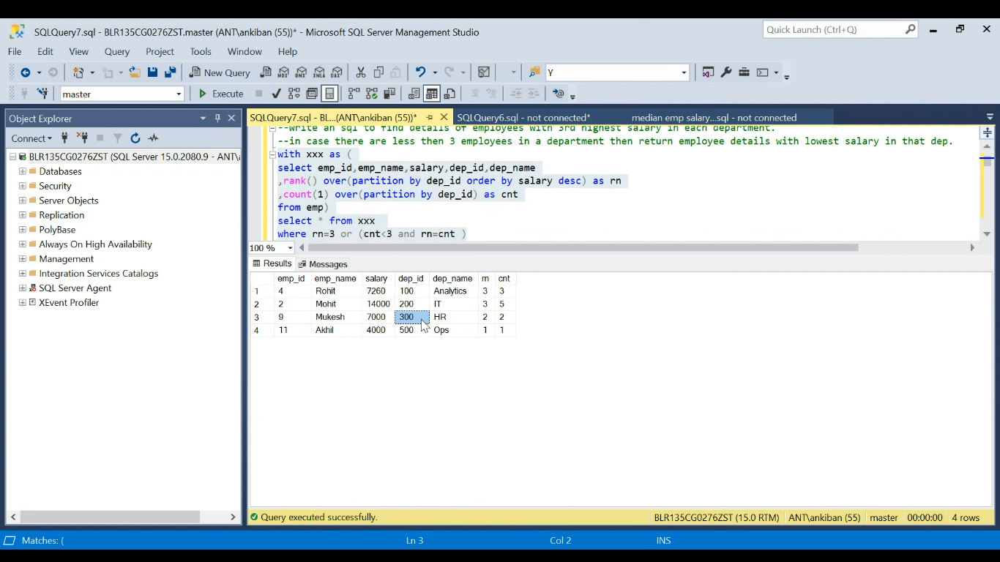 SQLQuery7.sql - BLR135CG0276ZST.master (ANT\ankiban (55))* - Microsoft SQL Server Management Studio
Quick Launch (Ctrl+Q)
File Edit View Query Project Tools Window Help
New Query MDX DMX XMLA DAX Y
master Execute
Object Explorer
SQLQuery7.sql - BL...(ANT\ankiban (55))* SQLQuery6.sql - not connected* median emp salary...sql - not connected
Connect
BLR135CG0276ZST (SQL Server 15.0.2080.9 - ANT\
Databases
Security
Server Objects
Replication
PolyBase
Always On High Availability
Management
Integration Services Catalogs
SQL Server Agent
XEvent Profiler
--write an sql to find details of employees with 3rd highest salary in each department.
--in case there are less then 3 employees in a department then return employee details with lowest salary in that dep.
with xxx as (
select emp_id,emp_name,salary,dep_id,dep_name
,rank() over(partition by dep_id order by salary desc) as rn
,count(1) over(partition by dep_id) as cnt
from emp)
select * from xxx
where rn=3 or (cnt<3 and rn=cnt )
100 %
Results Messages
emp_id emp_name salary dep_id dep_name rn cnt
1 4 Rohit 7260 100 Analytics 3 3
2 2 Mohit 14000 200 IT 3 5
3 9 Mukesh 7000 300 HR 2 2
4 11 Akhil 4000 500 Ops 1 1
Query executed successfully.
BLR135CG0276ZST (15.0 RTM) ANT\ankiban (55) master 00:00:00 4 rows
Matches: ( Ln 3 Col 2 INS